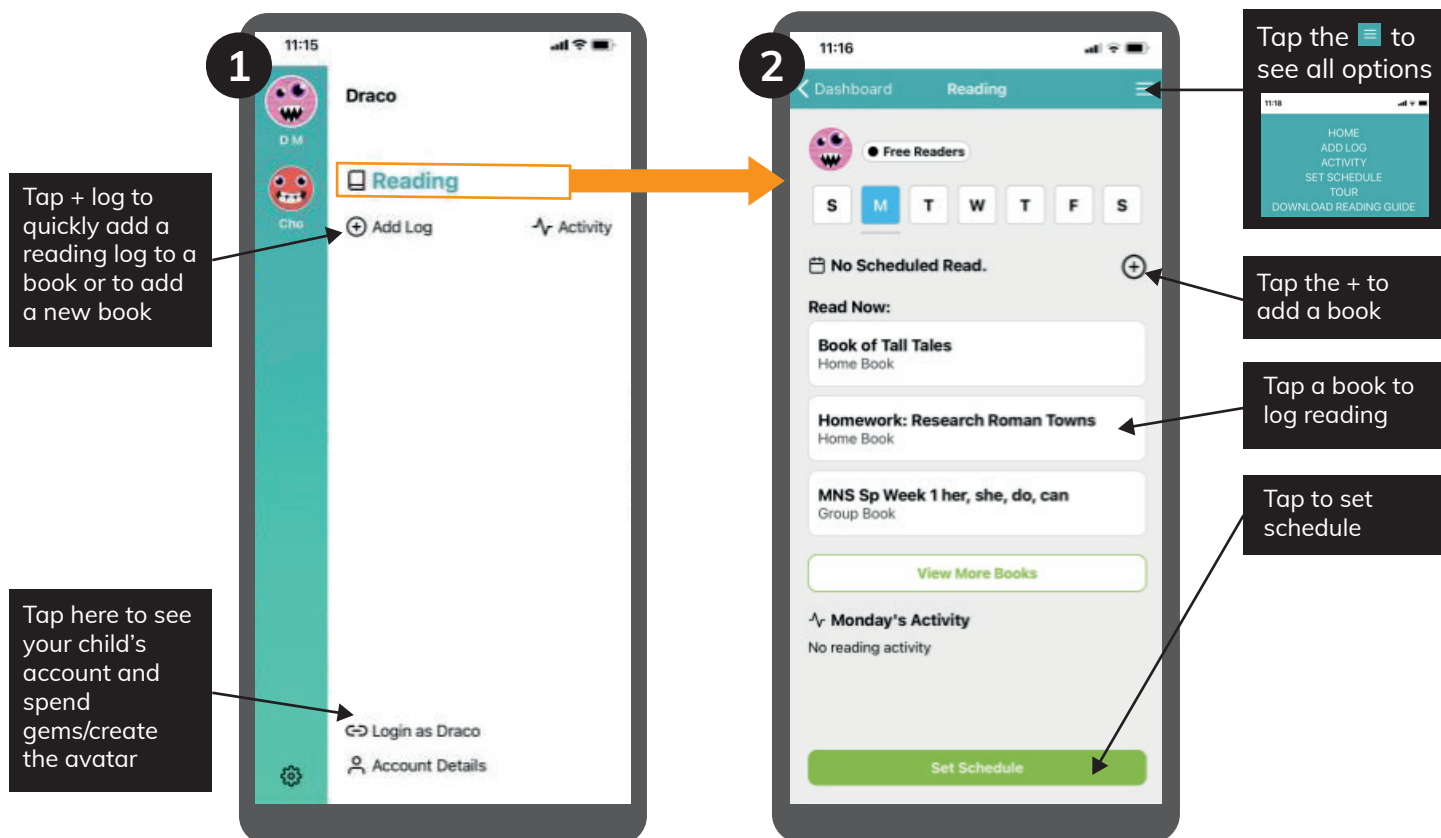 1
11:15
D M
Cho
Draco
Reading
Add Log
Activity
Login as Draco
Account Details
Tap + log to
quickly add a
reading log to a
book or to add
a new book
Tap here to see
your child's
account and
spend
gems/create
the avatar
2
11:16
Dashboard
Reading
Free Readers
S M T W T F S
No Scheduled Read.
Read Now:
Book of Tall Tales
Home Book
Homework: Research Roman Towns
Home Book
MNS Sp Week 1 her, she, do, can
Group Book
View More Books
Monday's Activity
No reading activity
Set Schedule
Tap the ≡ to
see all options
11:18
HOME
ADD LOG
ACTIVITY
SET SCHEDULE
TOUR
DOWNLOAD READING GUIDE
Tap the + to
add a book
Tap a book to
log reading
Tap to set
schedule